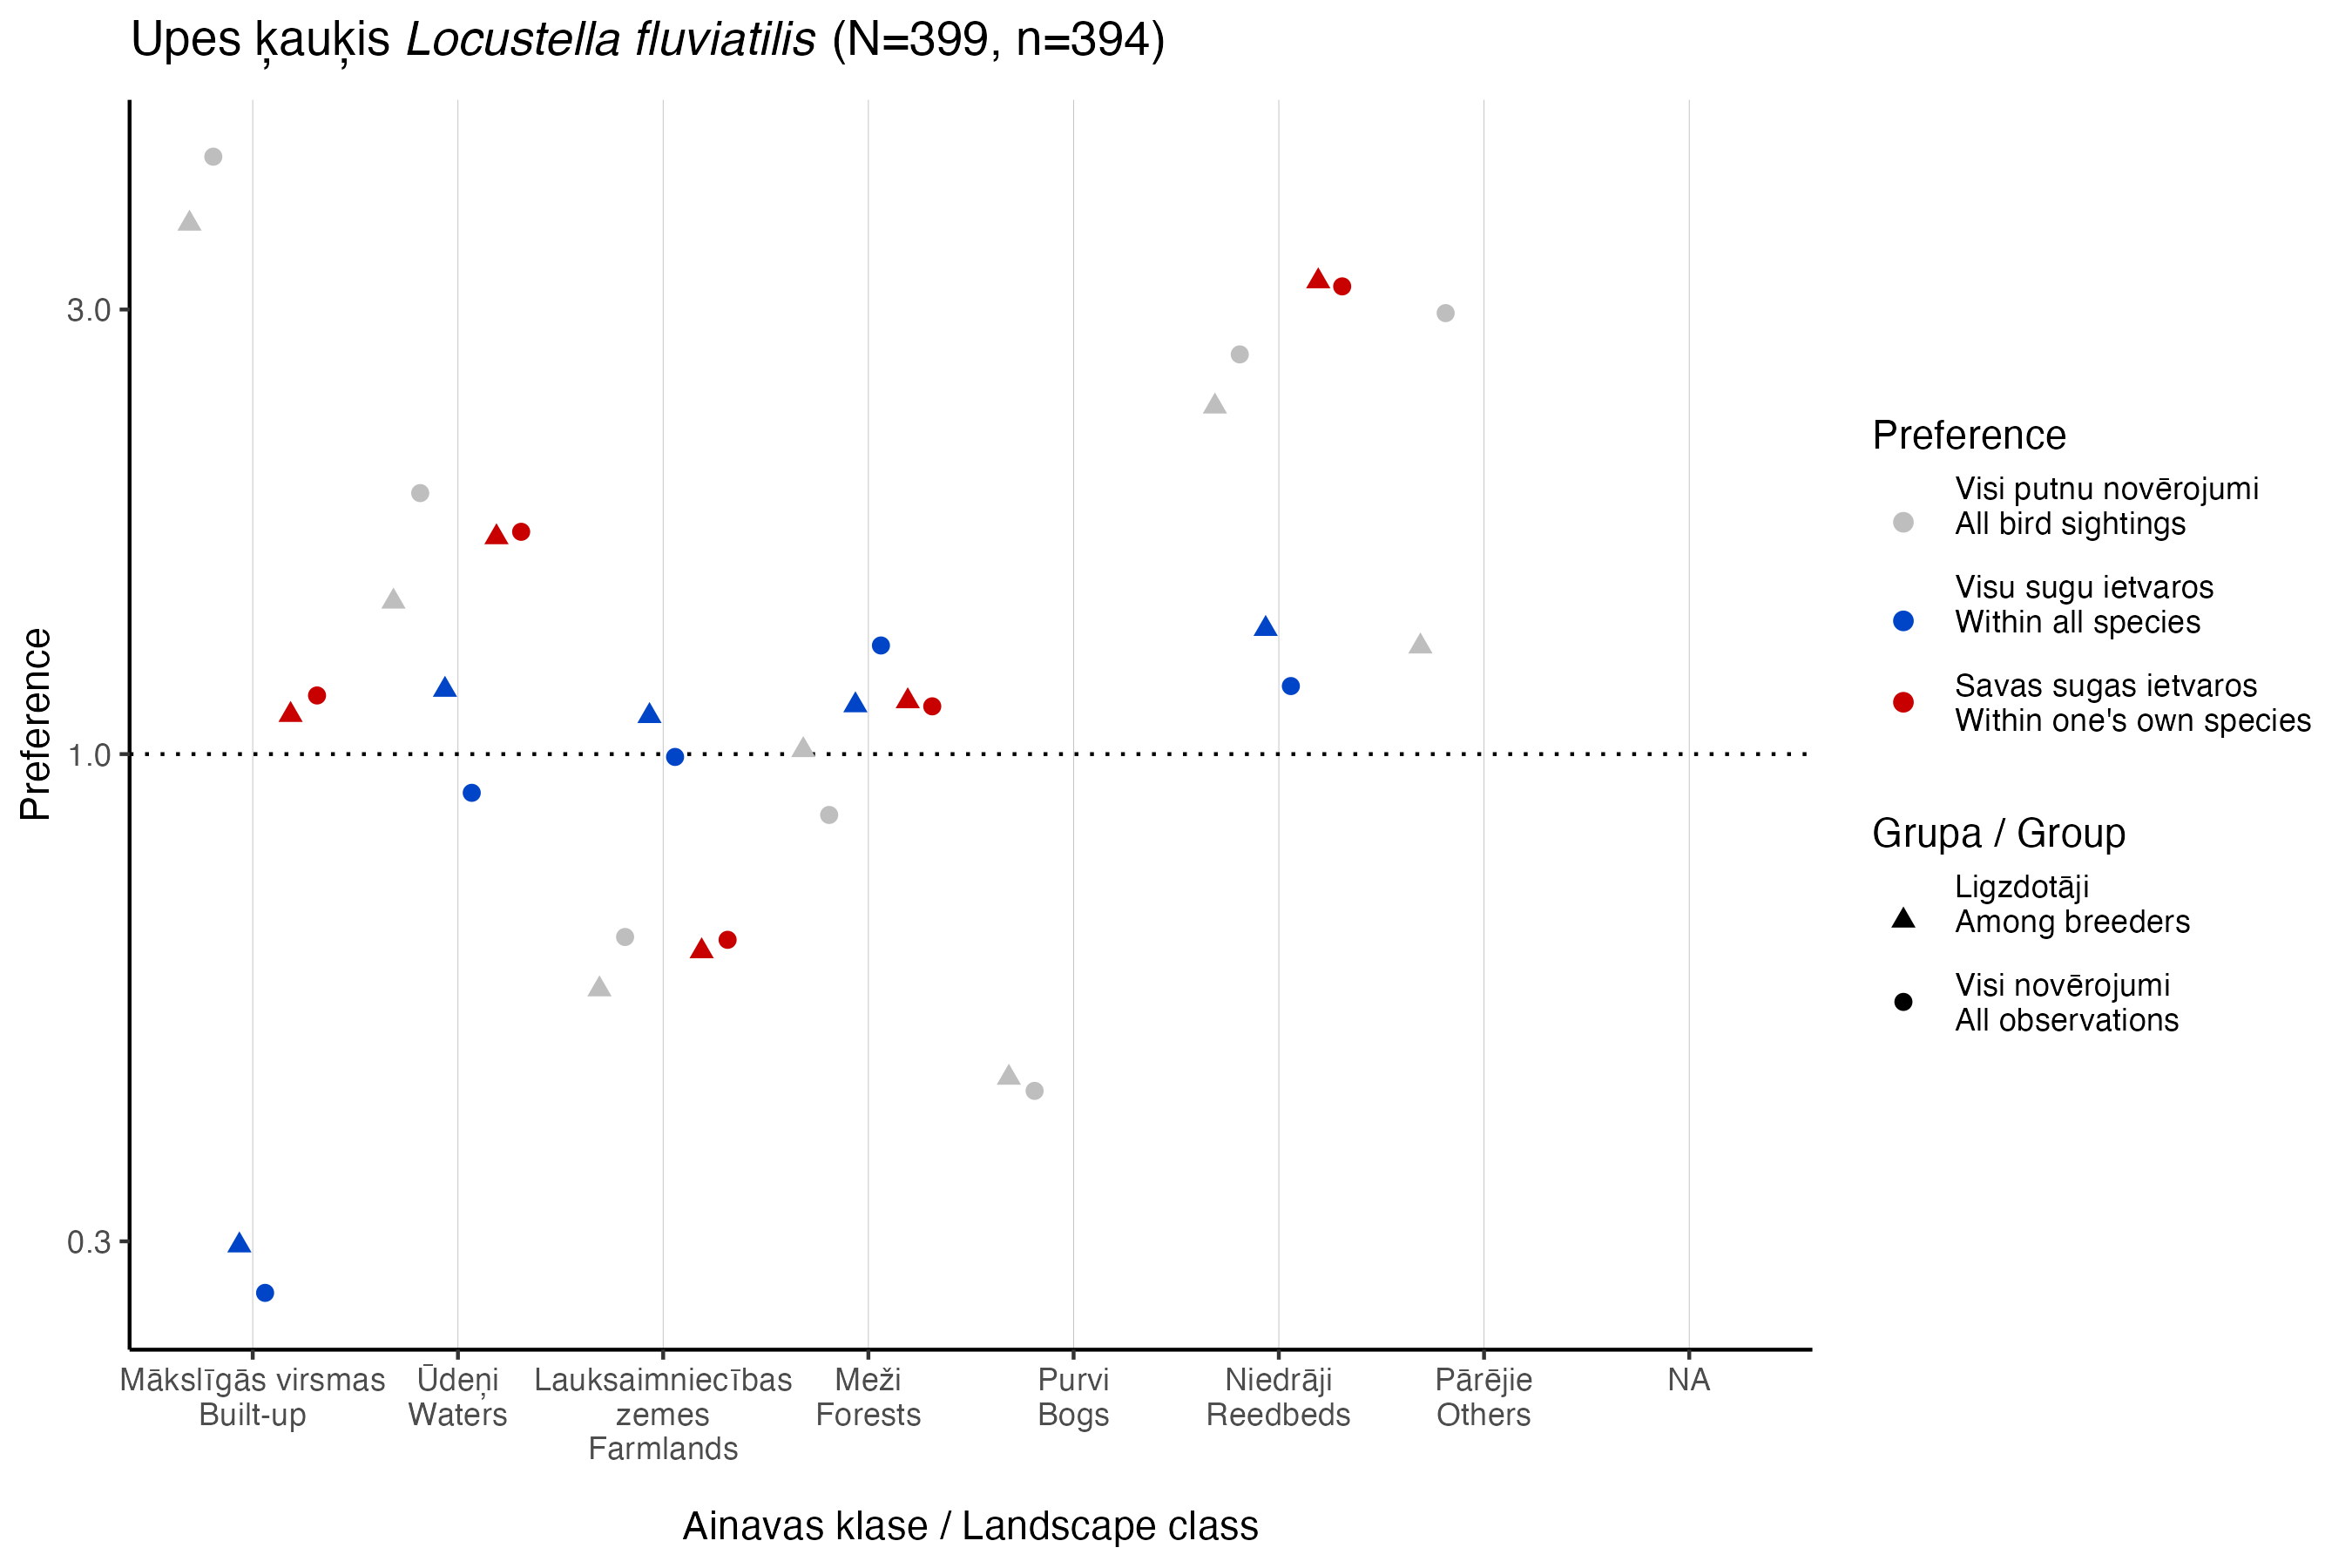 Upes ķauķis Locustella fluviatilis (N=399, n=394)
Preference
3.0
1.0
0.3
Mākslīgās virsmas
Built-up
Ūdeņi
Waters
Lauksaimniecības
zemes
Farmlands
Meži
Forests
Purvi
Bogs
Niedrāji
Reedbeds
Pārējie
Others
NA
Ainavas klase / Landscape class
Preference
Visi putnu novērojumi
All bird sightings
Visu sugu ietvaros
Within all species
Savas sugas ietvaros
Within one's own species
Grupa / Group
Ligzdotāji
Among breeders
Visi novērojumi
All observations